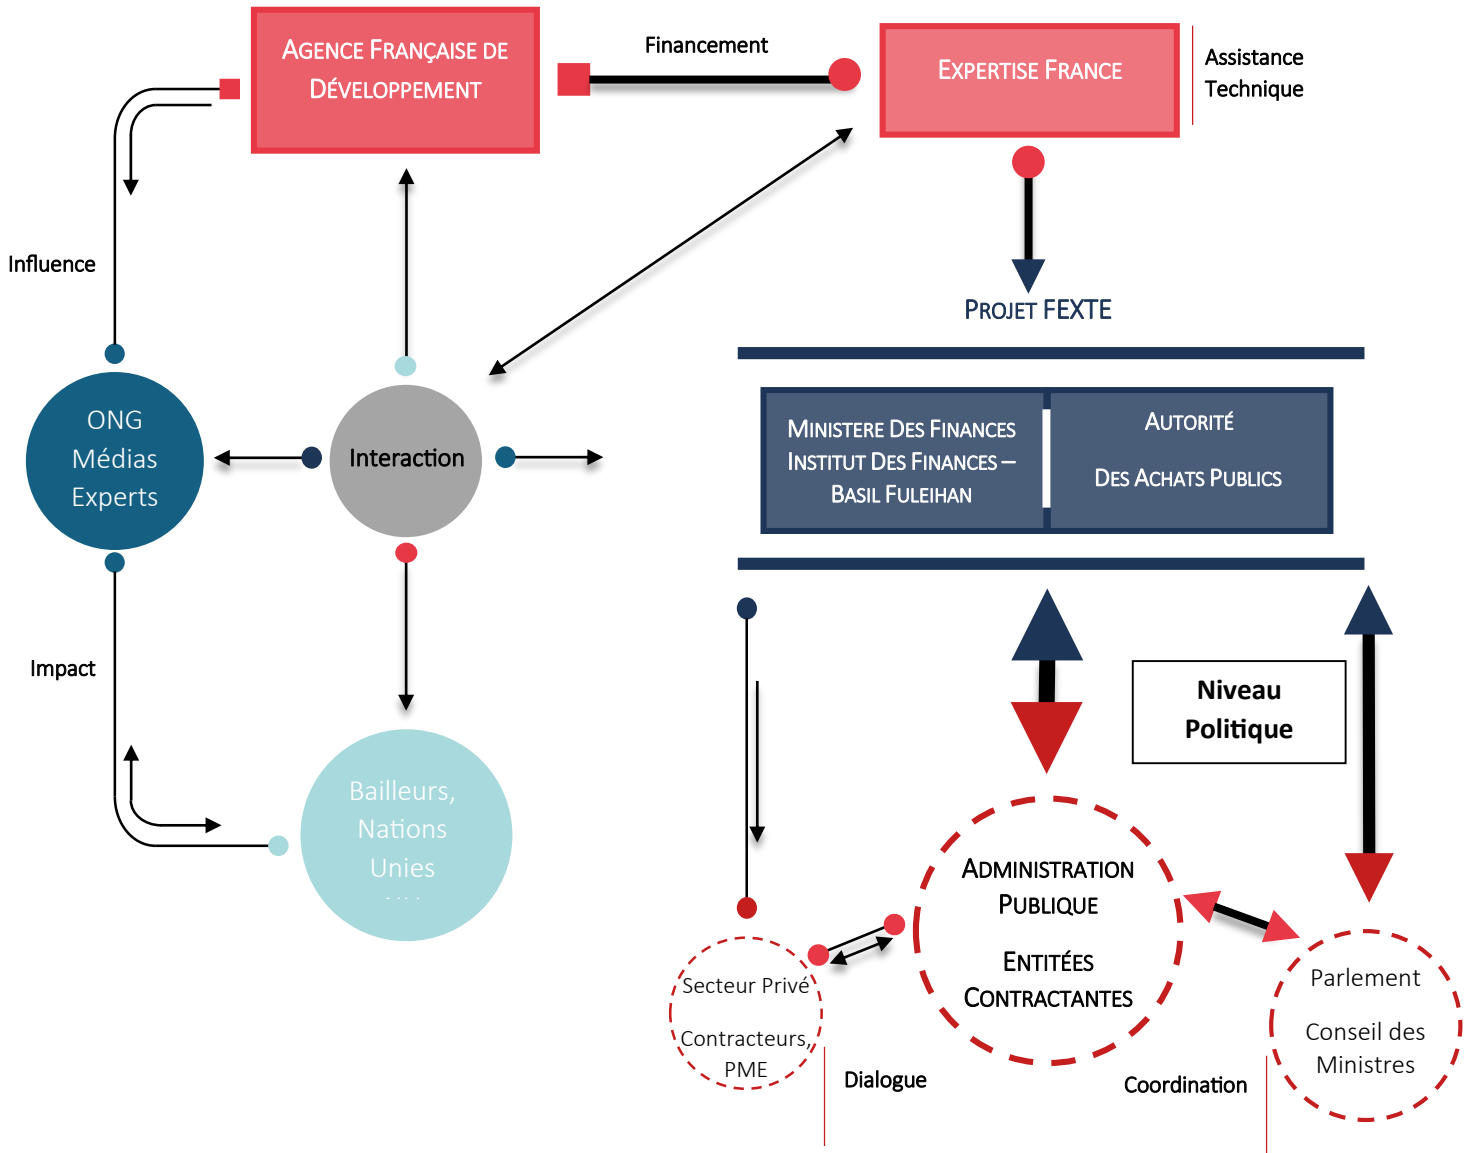 AGENCE FRANÇAISE DE
DÉVELOPPEMENT
Financement
EXPERTISE FRANCE
Assistance
Technique
Influence
PROJET FEXTE
ONG
Médias
Experts
Interaction
MINISTERE DES FINANCES
INSTITUT DES FINANCES –
BASIL FULEIHAN
AUTORITÉ
DES ACHATS PUBLICS
Impact
Niveau
Politique
Bailleurs,
Nations
Unies
ADMINISTRATION
PUBLIQUE
ENTITÉES
CONTRACTANTES
Secteur Privé
Contracteurs,
PME
Parlement
Conseil des
Ministres
Dialogue
Coordination